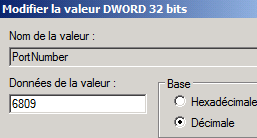 Modifier la valeur DWORD 32 bits
Nom de la valeur :
PortNumber
Données de la valeur :
6809
Base
Hexadécimale
Décimale